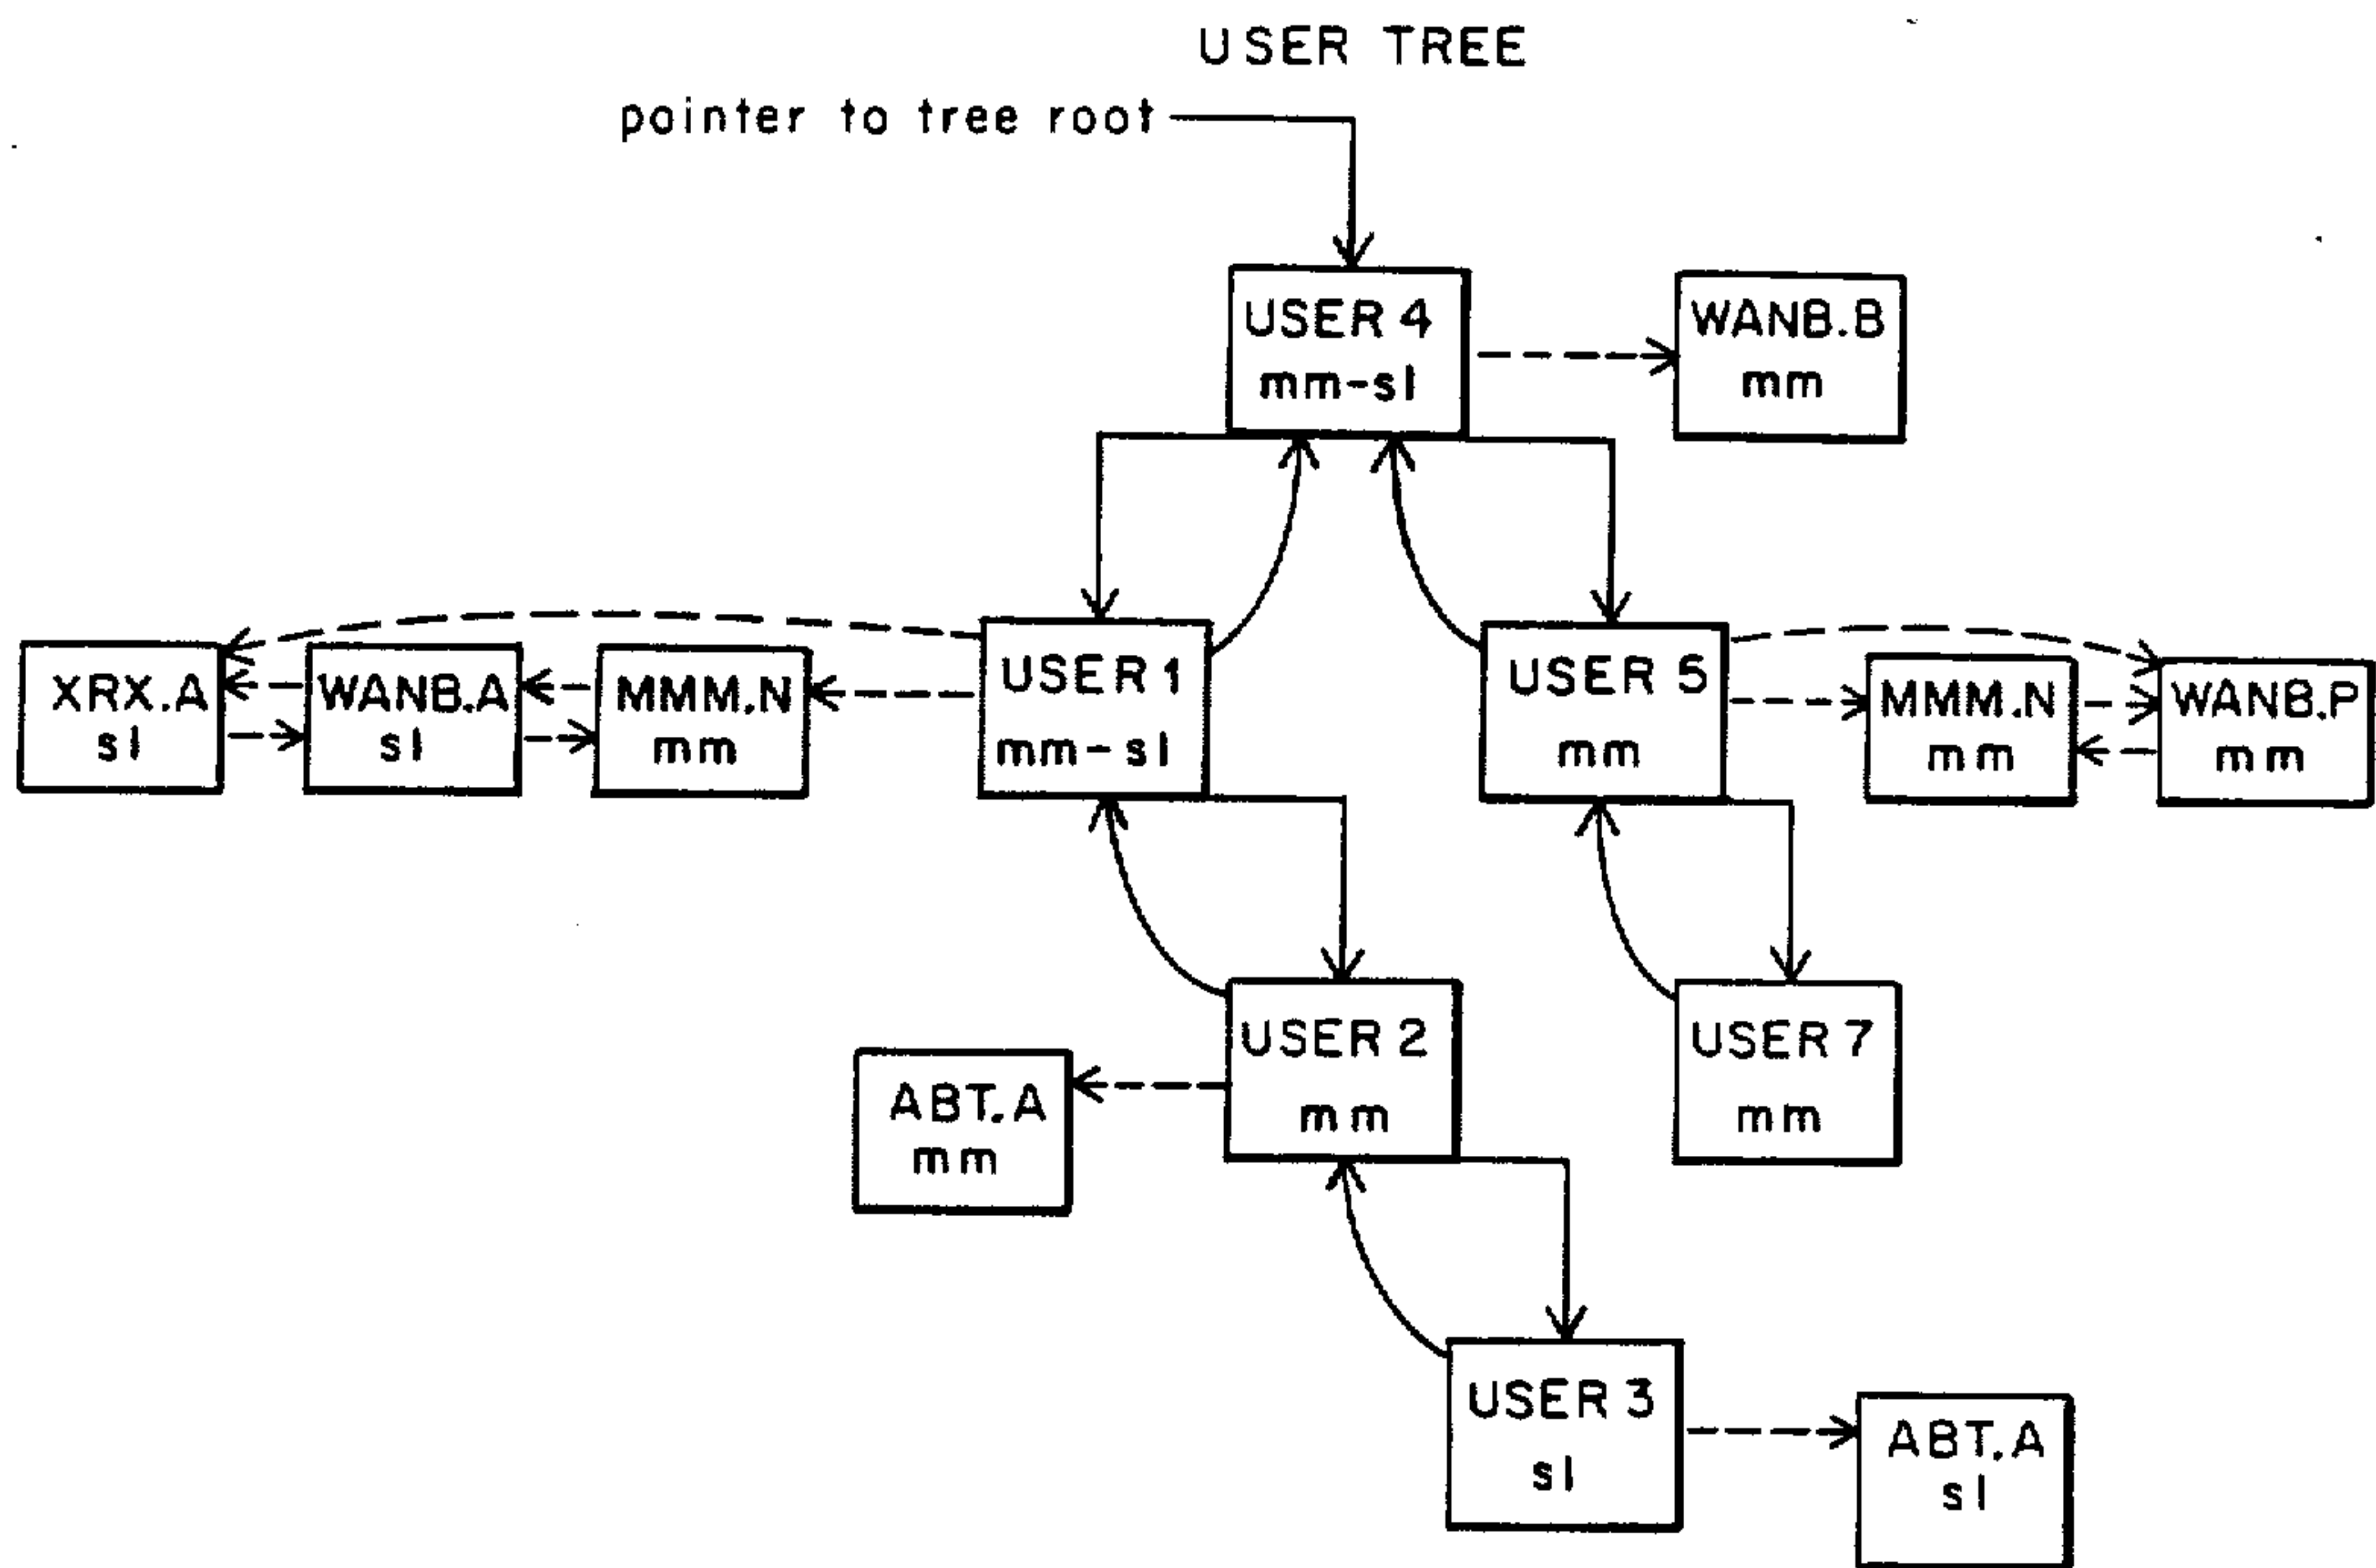 USER TREE
pointer to tree root
USER 4
mm-sl
WANB.B
mm
XRX.A
sl
WANB.A
sl
MMM.N
mm
USER 1
mm-sl
USER 5
mm
MMM.N
mm
WANB.P
mm
ABT.A
mm
USER 2
mm
USER 7
mm
USER 3
sl
ABT.A
sl